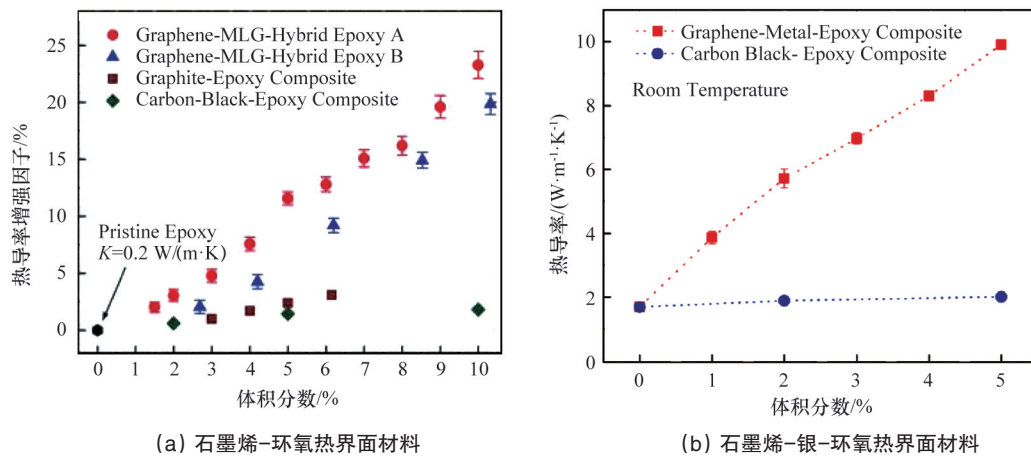 25
20
15
10
5
0
热导率增强因子/%
Graphene-MLG-Hybrid Epoxy A
Graphene-MLG-Hybrid Epoxy B
Graphite-Epoxy Composite
Carbon-Black-Epoxy Composite
Pristine Epoxy
K=0.2 W/(m·K)
0 1 2 3 4 5 6 7 8 9 10
体积分数/%
(a) 石墨烯-环氧热界面材料
10
8
6
4
2
0
热导率/(W·m⁻¹·K⁻¹)
Graphene-Metal-Epoxy Composite
Carbon Black- Epoxy Composite
Room Temperature
0 1 2 3 4 5
体积分数/%
(b) 石墨烯-银-环氧热界面材料